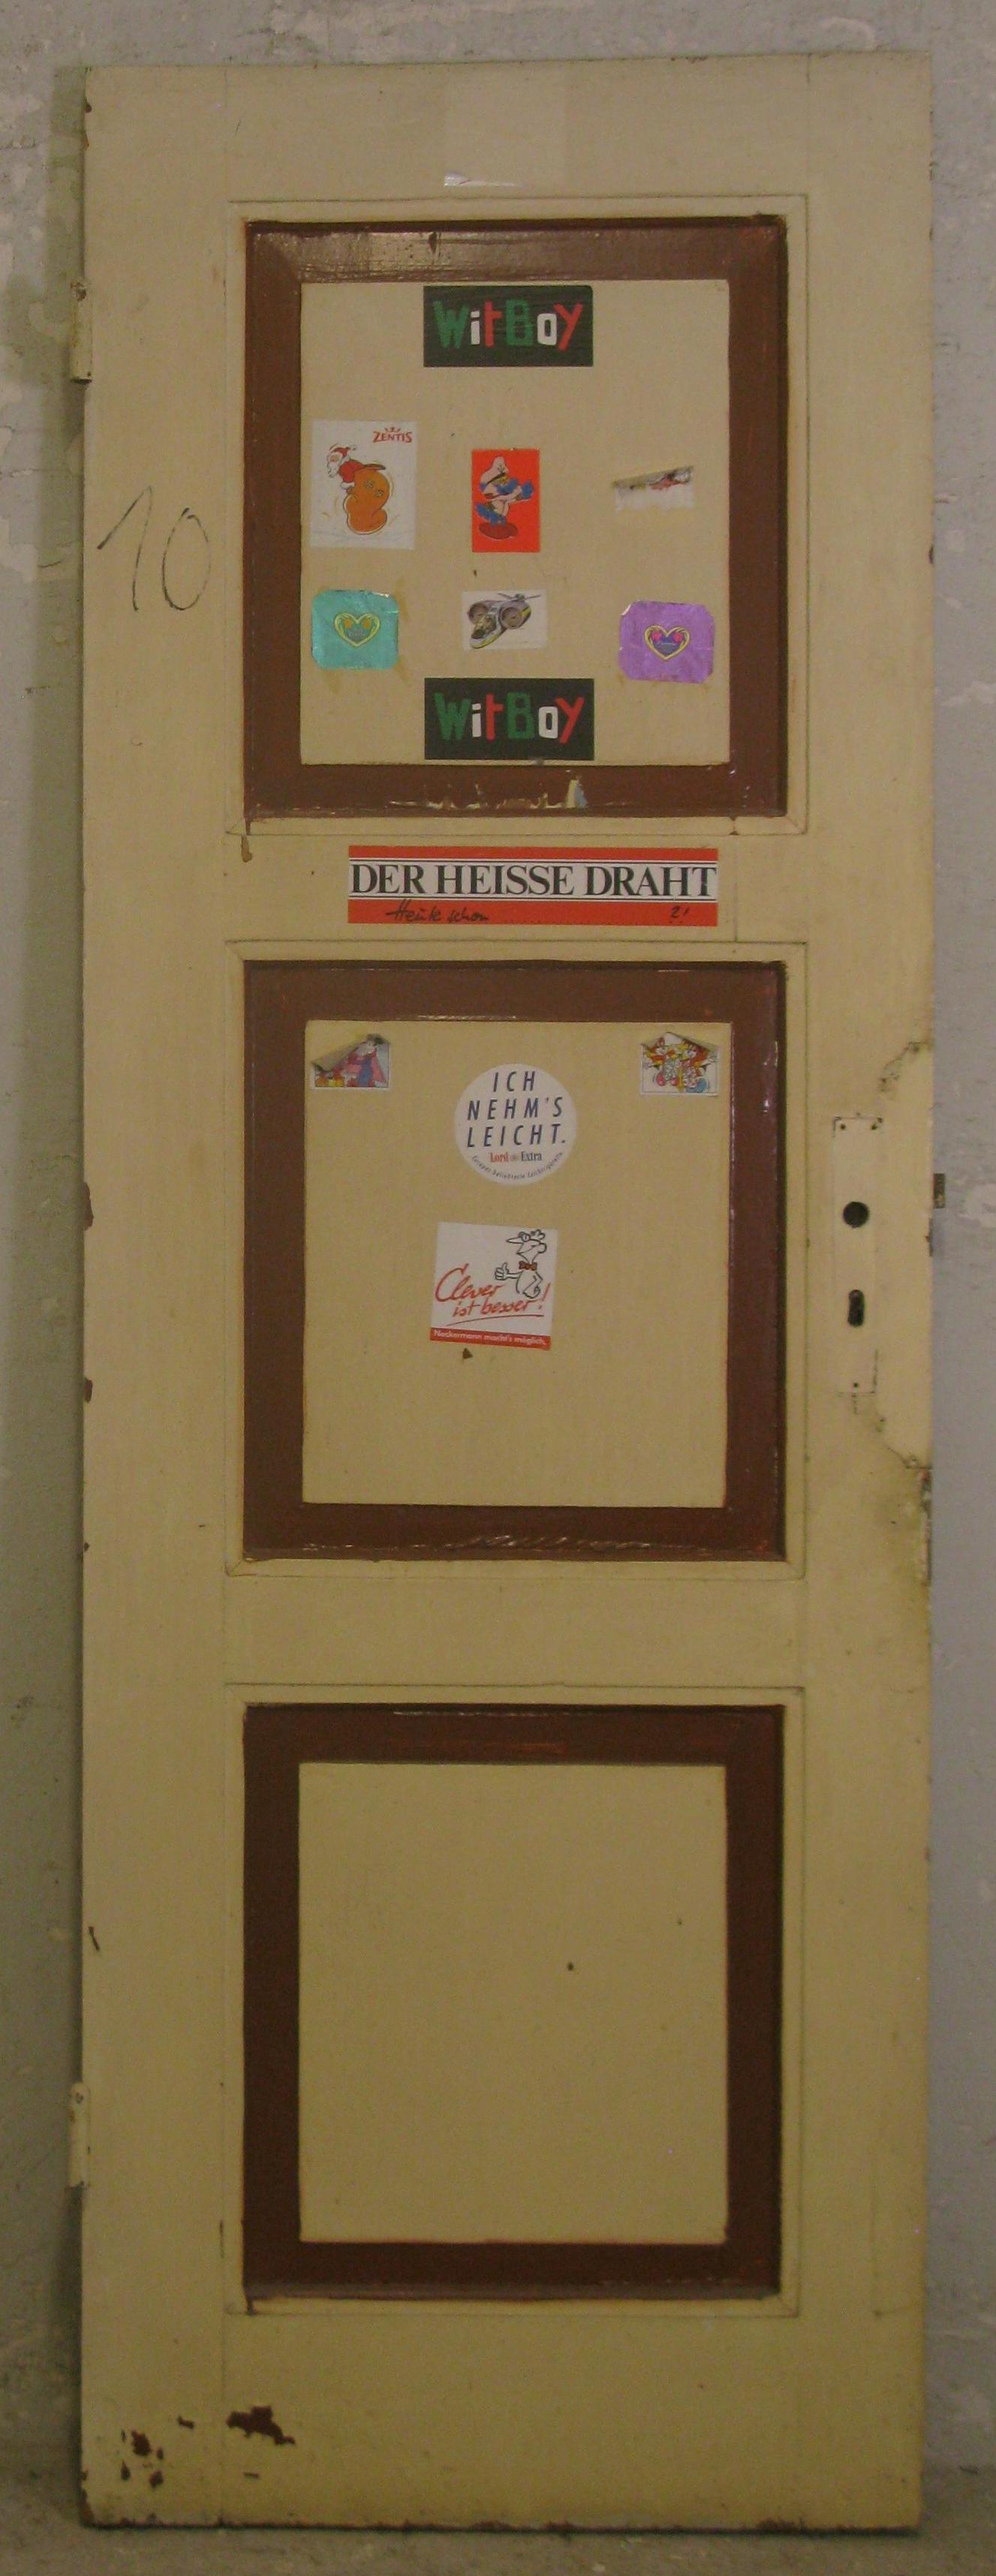 WitBoy
ZENTIS
10
WitBoy
DER HEISSE DRAHT
Heute schon ?!
ICH
NEHM'S
LEICHT.
Lord Extra
Clever
ist besser!
Neckermann macht's möglich.